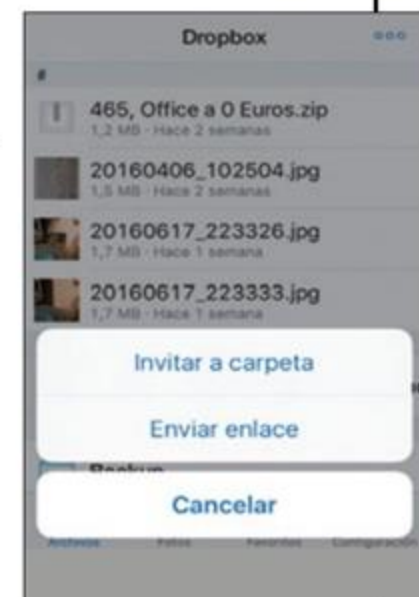 Dropbox
#
465, Office a 0 Euros.zip
1,2 MB · Hace 2 semanas
20160406_102504.jpg
1,5 MB · Hace 2 semanas
20160617_223326.jpg
1,7 MB · Hace 1 semana
20160617_223333.jpg
1,7 MB · Hace 1 semana
Invitar a carpeta
Enviar enlace
Backup
Cancelar
Archivos Fotos Favoritos Configuración